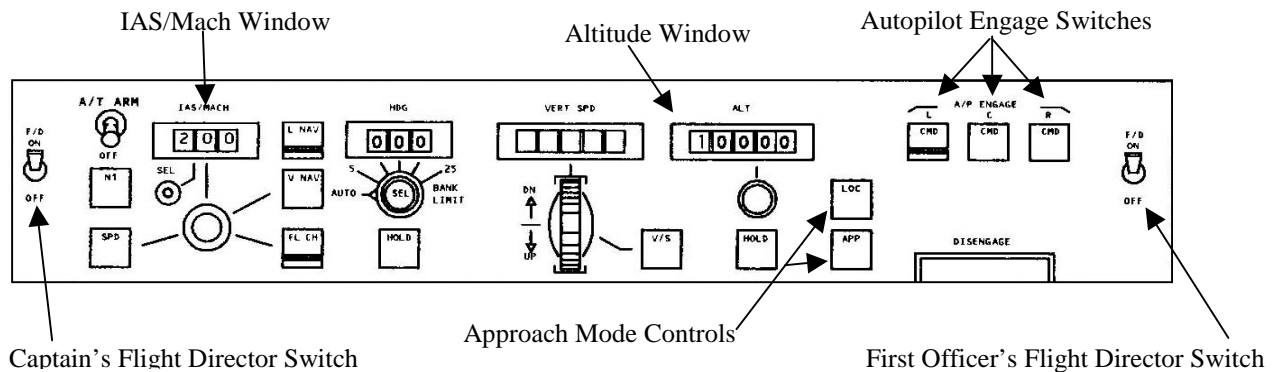 IAS/Mach Window
Altitude Window
Autopilot Engage Switches
A/T ARM
IAS/MACH
HDG
VERT SPD
ALT
A/P ENGAGE
L C R
F/D
ON
OFF
OFF
200
L NAV
000
10000
CMD CMD CMD
F/D
ON
OFF
N1
SEL
V NAV
5 25
AUTO
SEL
BANK
LIMIT
DN
UP
LOC
SPD
FL CH
HOLD
V/S
HOLD
APP
DISENGAGE
Approach Mode Controls
Captain's Flight Director Switch
First Officer's Flight Director Switch